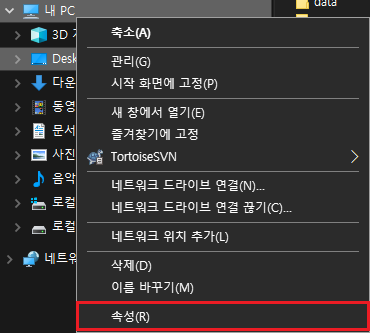 내 PC
data
축소(A)
3D
관리(G)
시작 화면에 고정(P)
Desk
다운
새 창에서 열기(E)
동영
즐겨찾기에 고정
문서
TortoiseSVN
사진
네트워크 드라이브 연결(N)...
음악
네트워크 드라이브 연결 끊기(C)...
로컬
네트워크 위치 추가(L)
로컬
네트워
삭제(D)
이름 바꾸기(M)
속성(R)